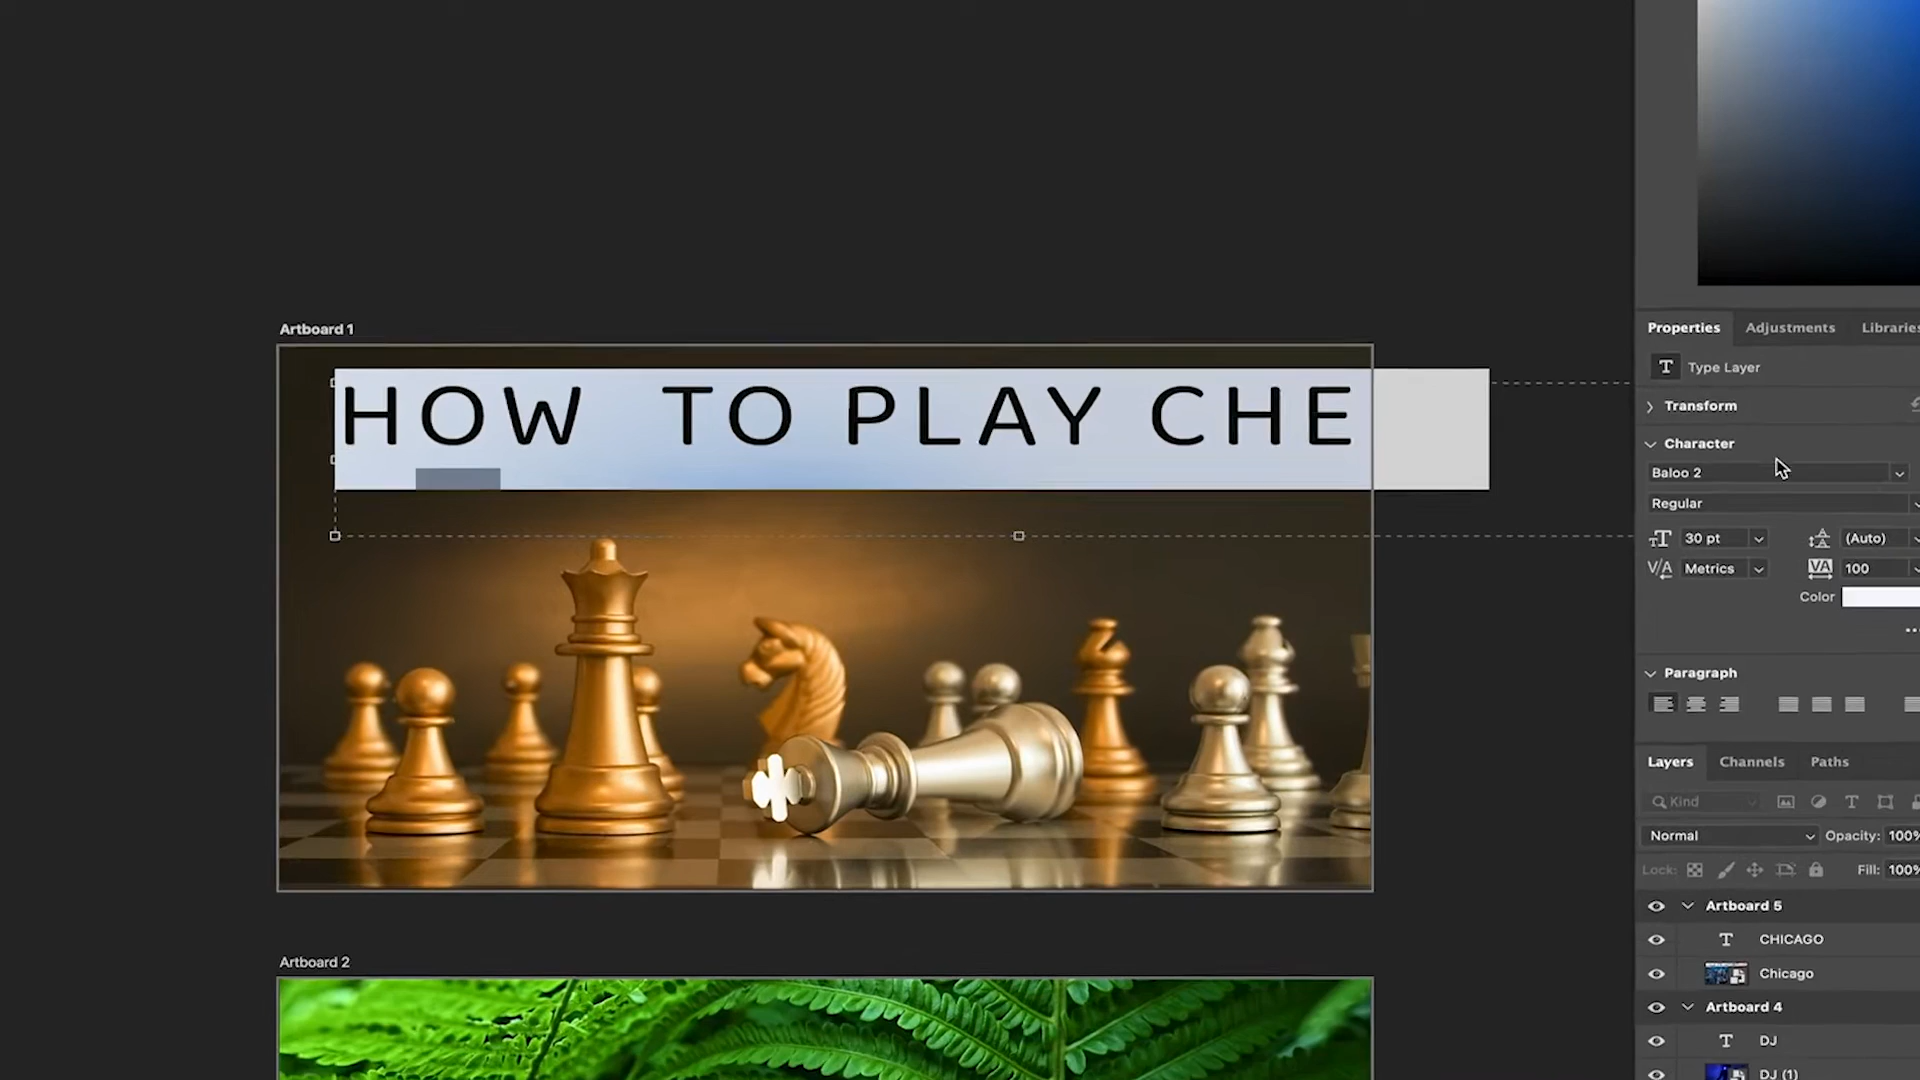 Artboard 1
HOW  TO PLAY CHE
Artboard 2
Properties Adjustments Libraries
T Type Layer
Transform
Character
Baloo 2
Regular
30 pt (Auto)
Metrics 100
Color
Paragraph
Layers Channels Paths
Kind
Normal Opacity: 100%
Lock: Fill: 100%
Artboard 5
T CHICAGO
Chicago
Artboard 4
T DJ
DJ (1)